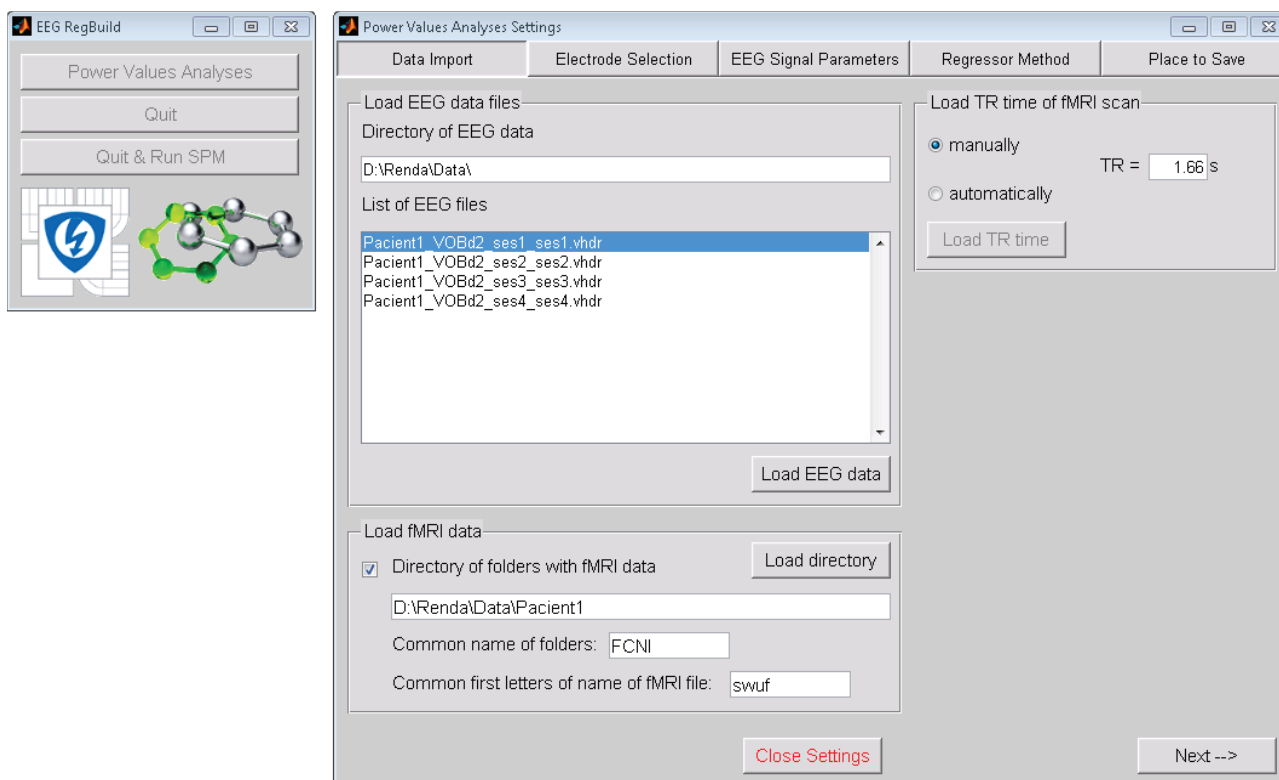 EEG RegBuild
Power Values Analyses
Quit
Quit & Run SPM
Power Values Analyses Settings
Data Import
Electrode Selection
EEG Signal Parameters
Regressor Method
Place to Save
Load EEG data files
Directory of EEG data
D:\Renda\Data\
List of EEG files
Pacient1_VOBd2_ses1_ses1.vhdr
Pacient1_VOBd2_ses2_ses2.vhdr
Pacient1_VOBd2_ses3_ses3.vhdr
Pacient1_VOBd2_ses4_ses4.vhdr
Load EEG data
Load fMRI data
Directory of folders with fMRI data
Load directory
D:\Renda\Data\Pacient1
Common name of folders: FCNI
Common first letters of name of fMRI file: swuf
Load TR time of fMRI scan
manually
TR = 1.66 s
automatically
Load TR time
Close Settings
Next -->